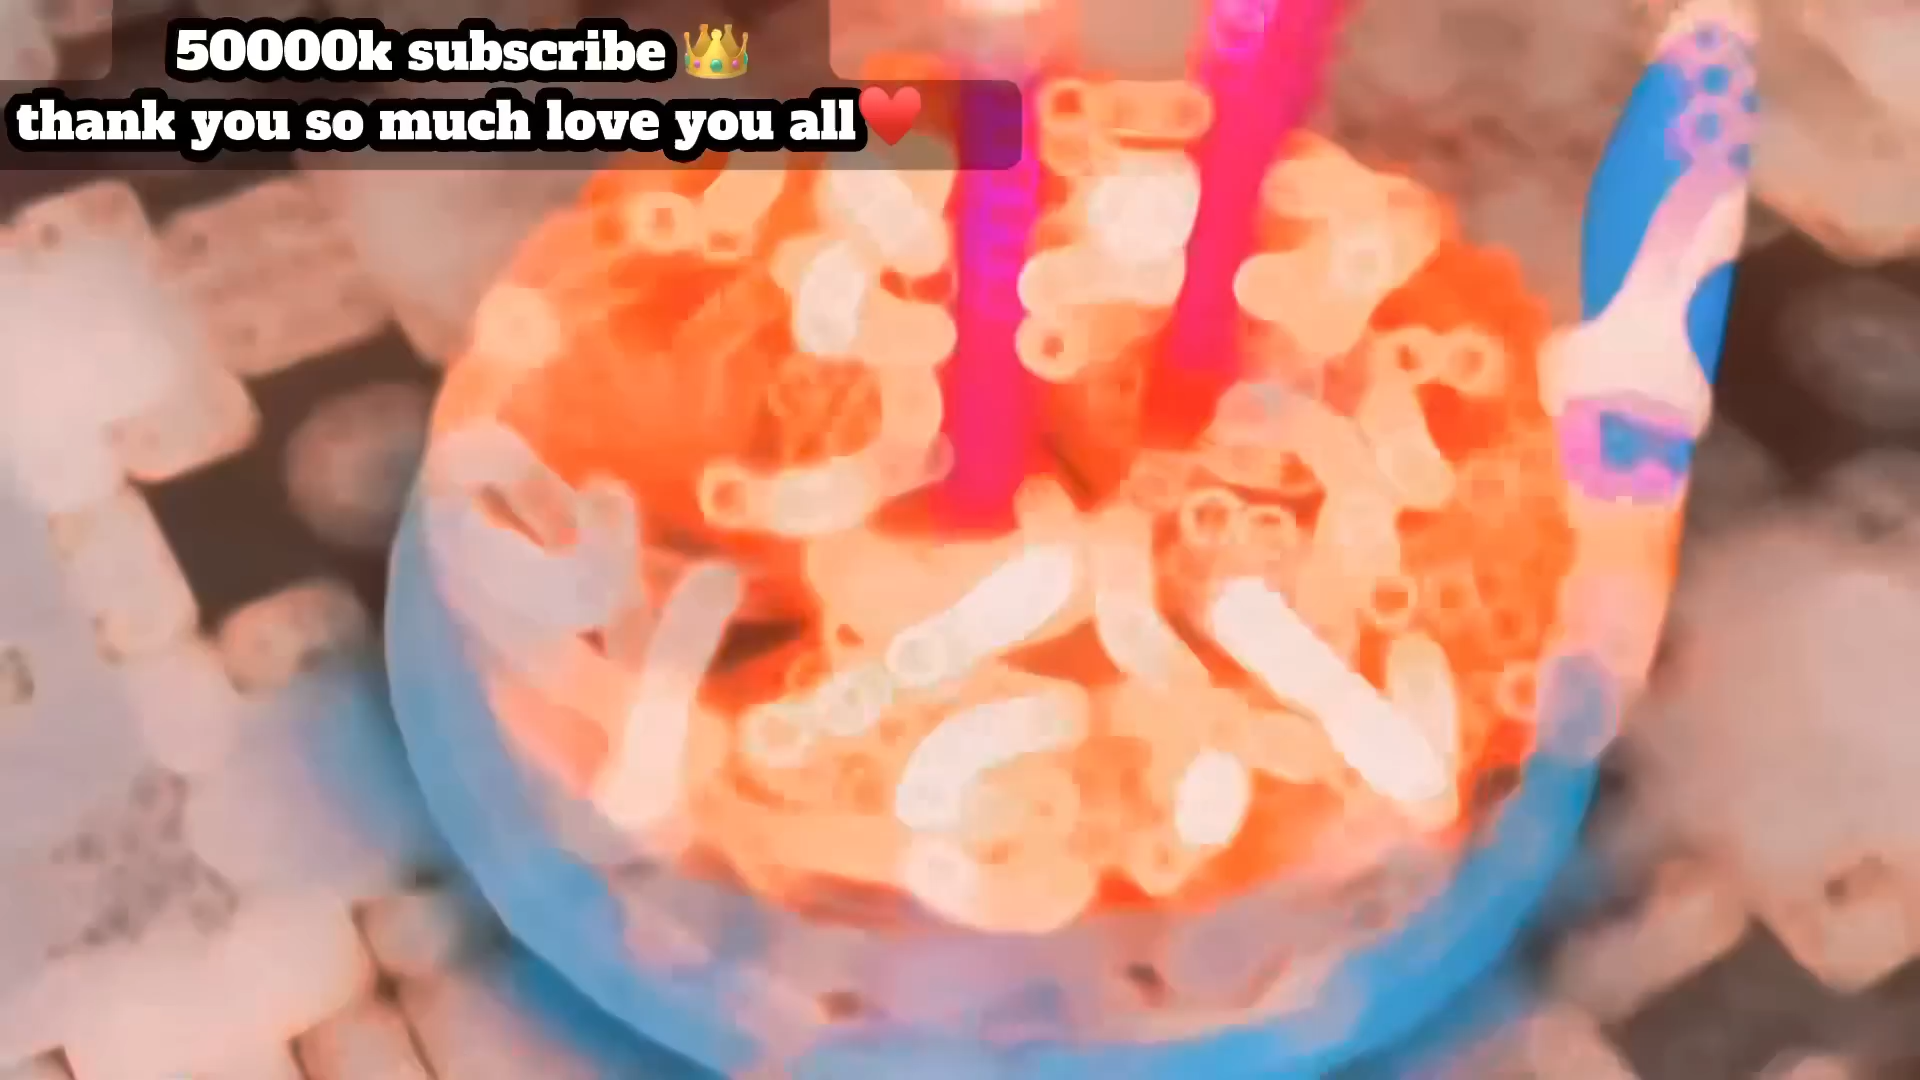 50000k subscribe 👑
thank you so much love you all❤️